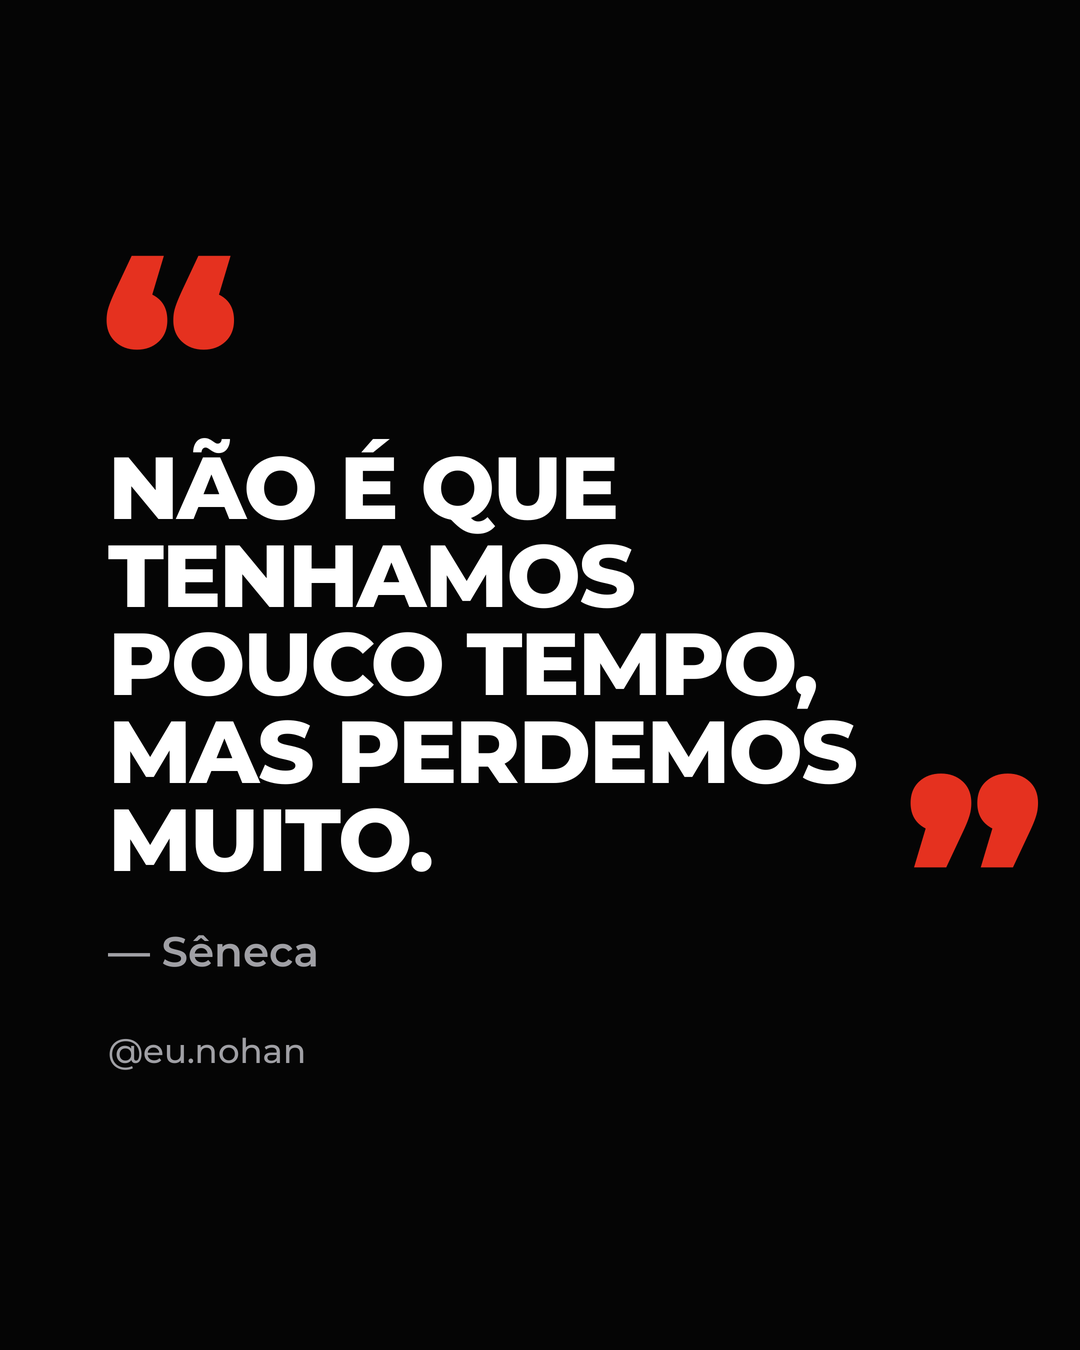 “
NÃO É QUE
TENHAMOS
POUCO TEMPO,
MAS PERDEMOS
MUITO.
”
— Sêneca
@eu.nohan